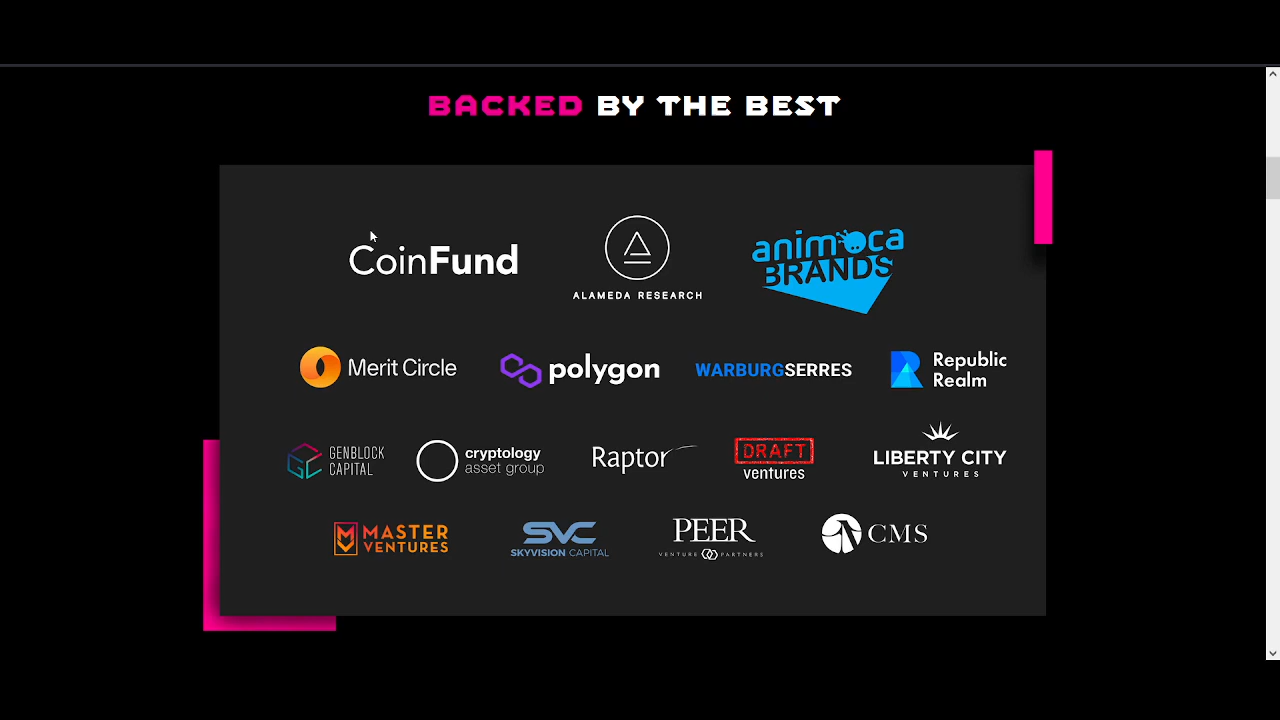 BACKED BY THE BEST
CoinFund
ALAMEDA RESEARCH
animoca
BRANDS
Merit Circle
polygon
WARBURGSERRES
Republic
Realm
GENBLOCK
CAPITAL
cryptology
asset group
Raptor
DRAFT
ventures
LIBERTY CITY
VENTURES
MASTER
VENTURES
SVC
SKYVISION CAPITAL
PEER
VENTURE PARTNERS
CMS